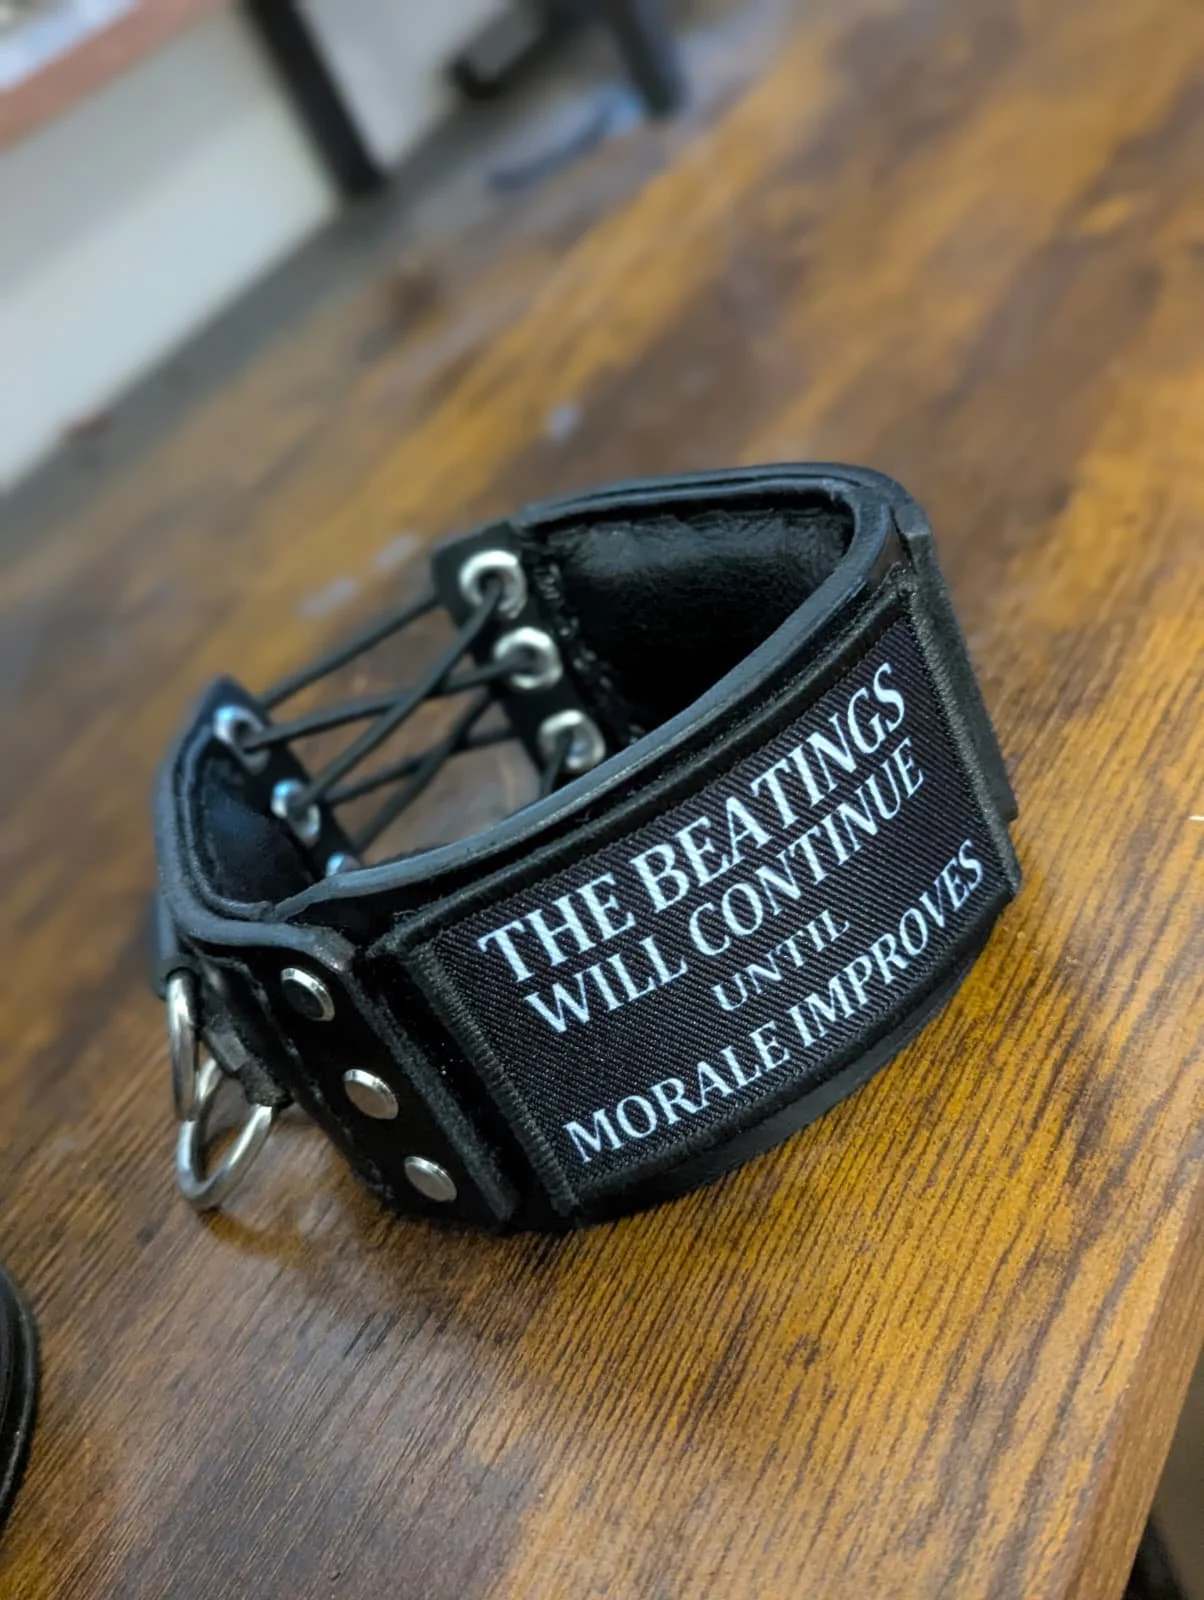 THE BEATINGS
WILL CONTINUE
UNTIL
MORALE IMPROVES